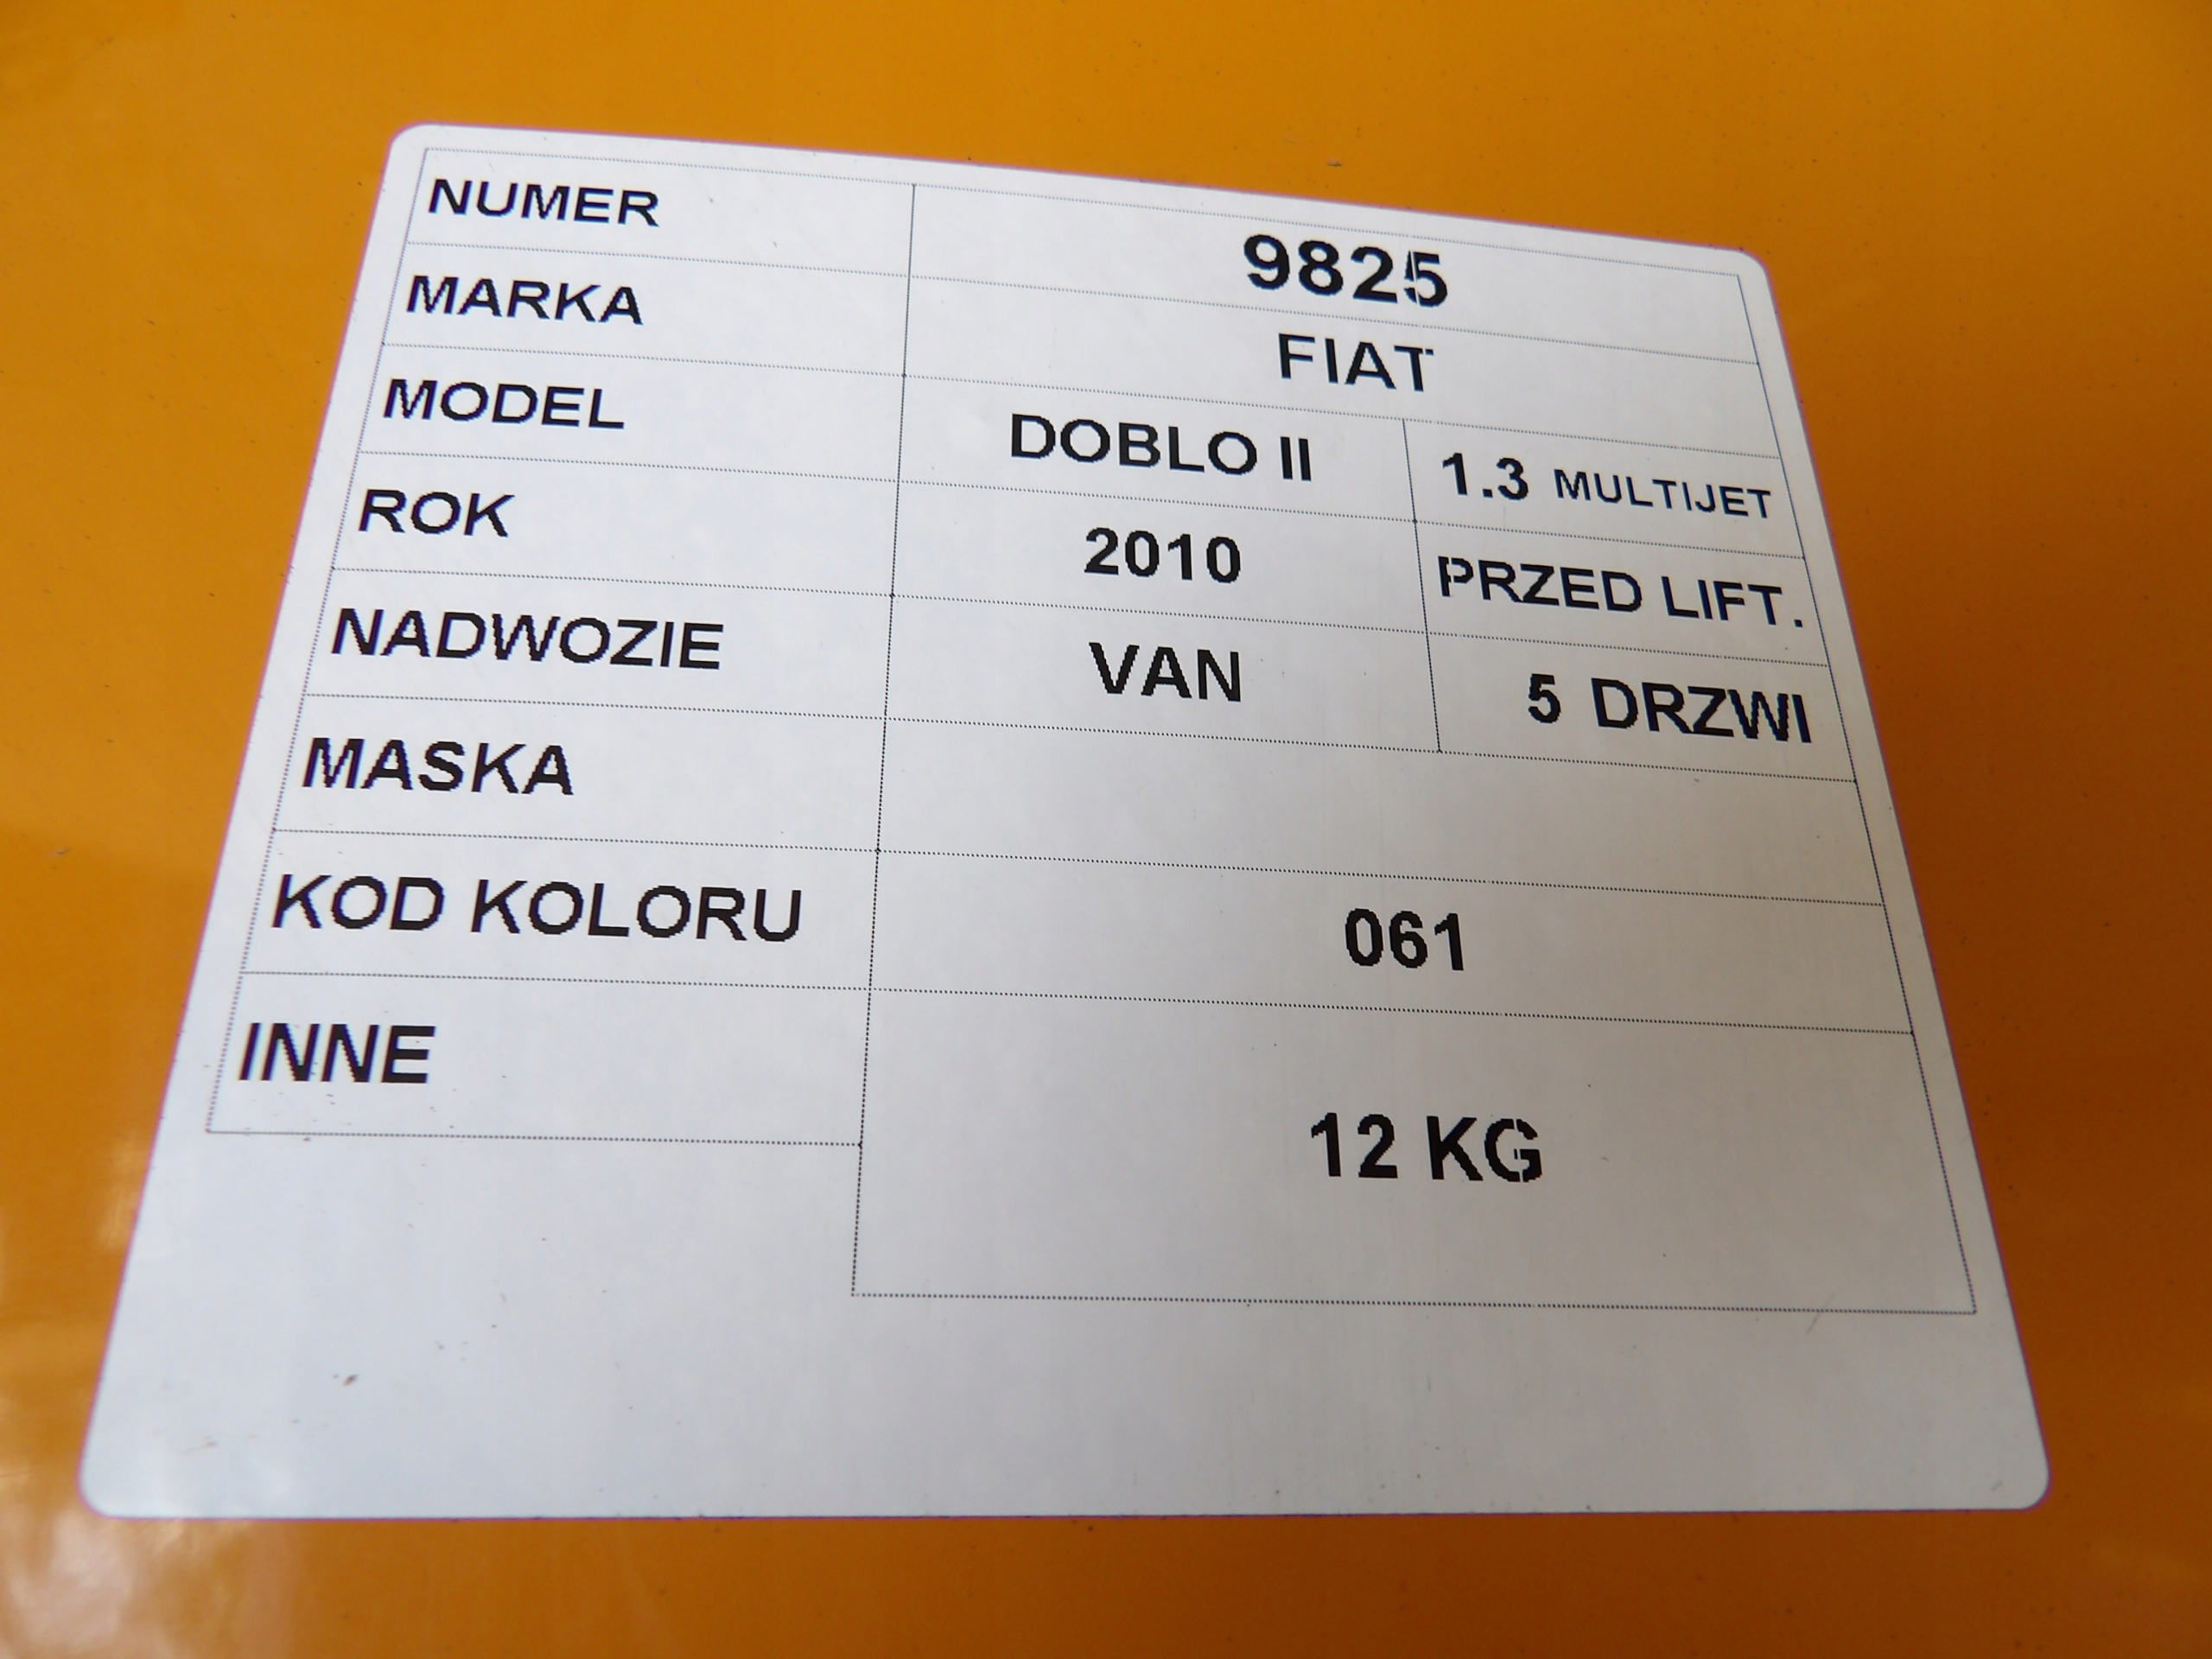 NUMER 9825
MARKA FIAT
MODEL DOBLO II 1.3 MULTIJET
ROK 2010 PRZED LIFT.
NADWOZIE VAN 5 DRZWI
MASKA
KOD KOLORU 061
INNE 12 KG